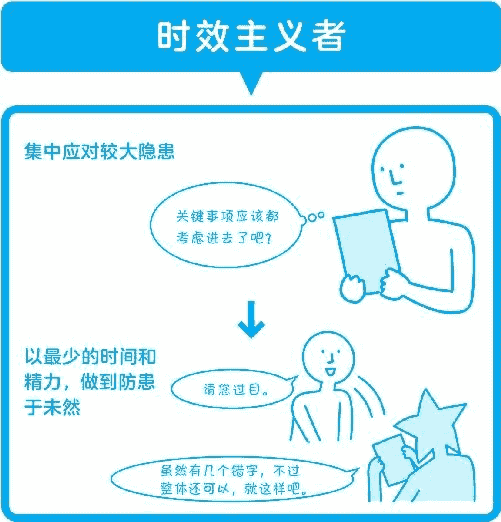 时效主义者
集中应对较大隐患
关键事项应该都
考虑进去了吧？
以最少的时间和
精力，做到防患
于未然
请您过目。
虽然有几个错字，不过
整体还可以，就这样吧。